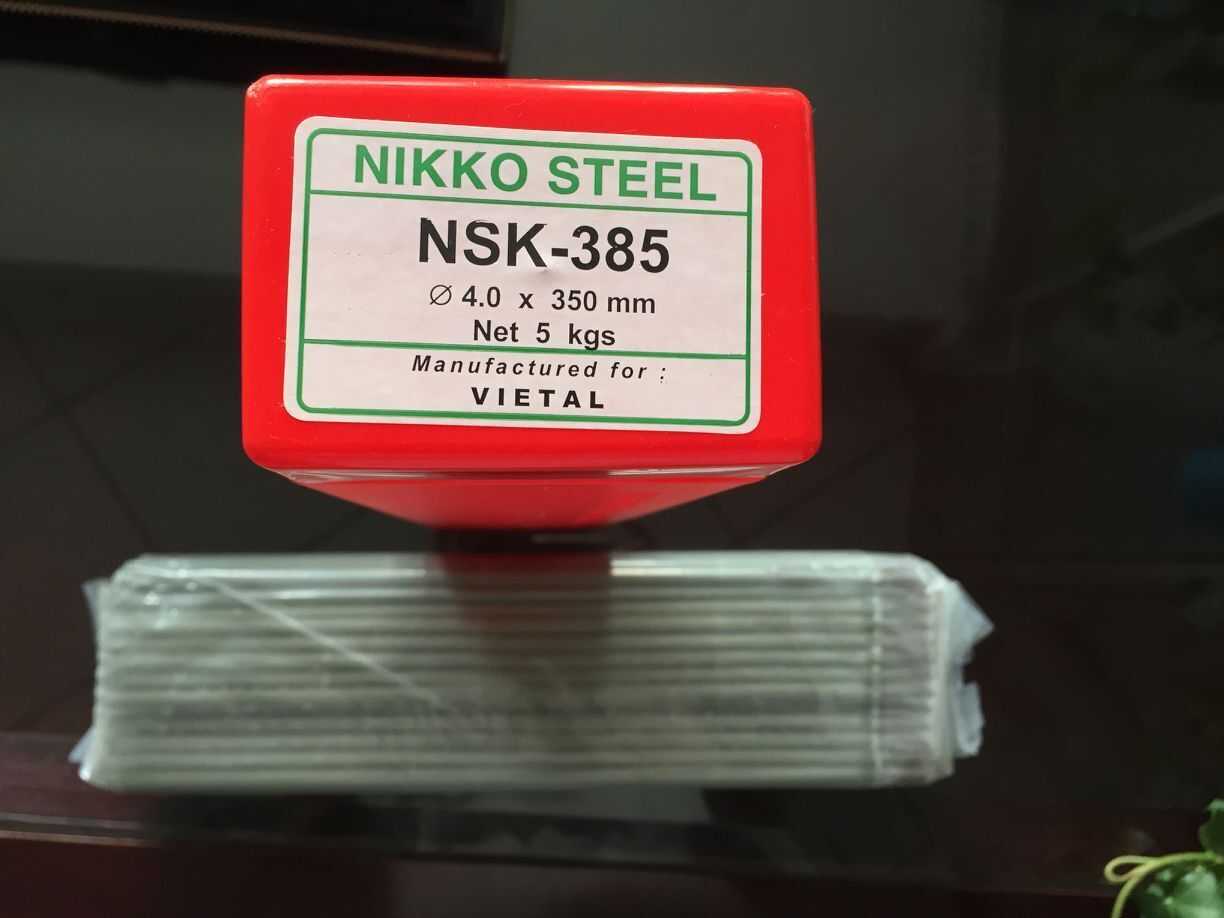 NIKKO STEEL
NSK-385
∅ 4.0 x 350 mm
Net 5 kgs
Manufactured for :
VIETAL